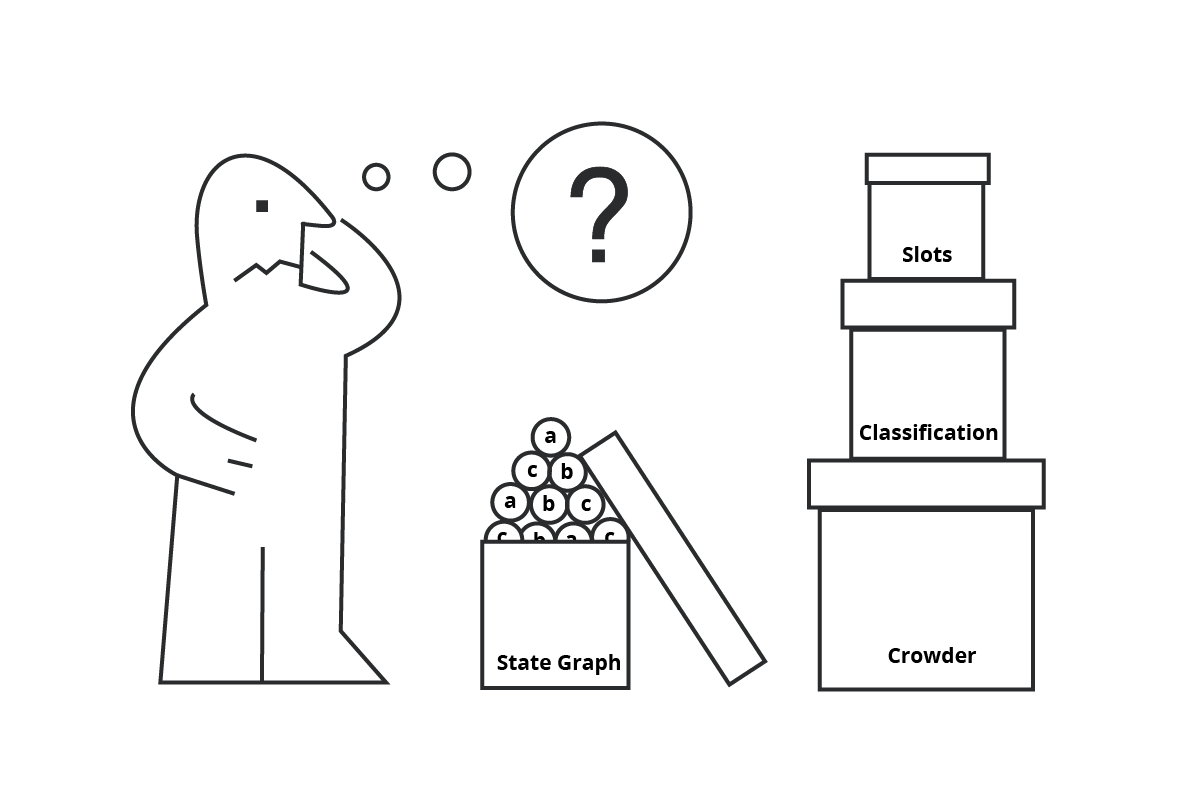 ?
Slots
Classification
Crowder
a
c b
a b c
c b a c
State Graph